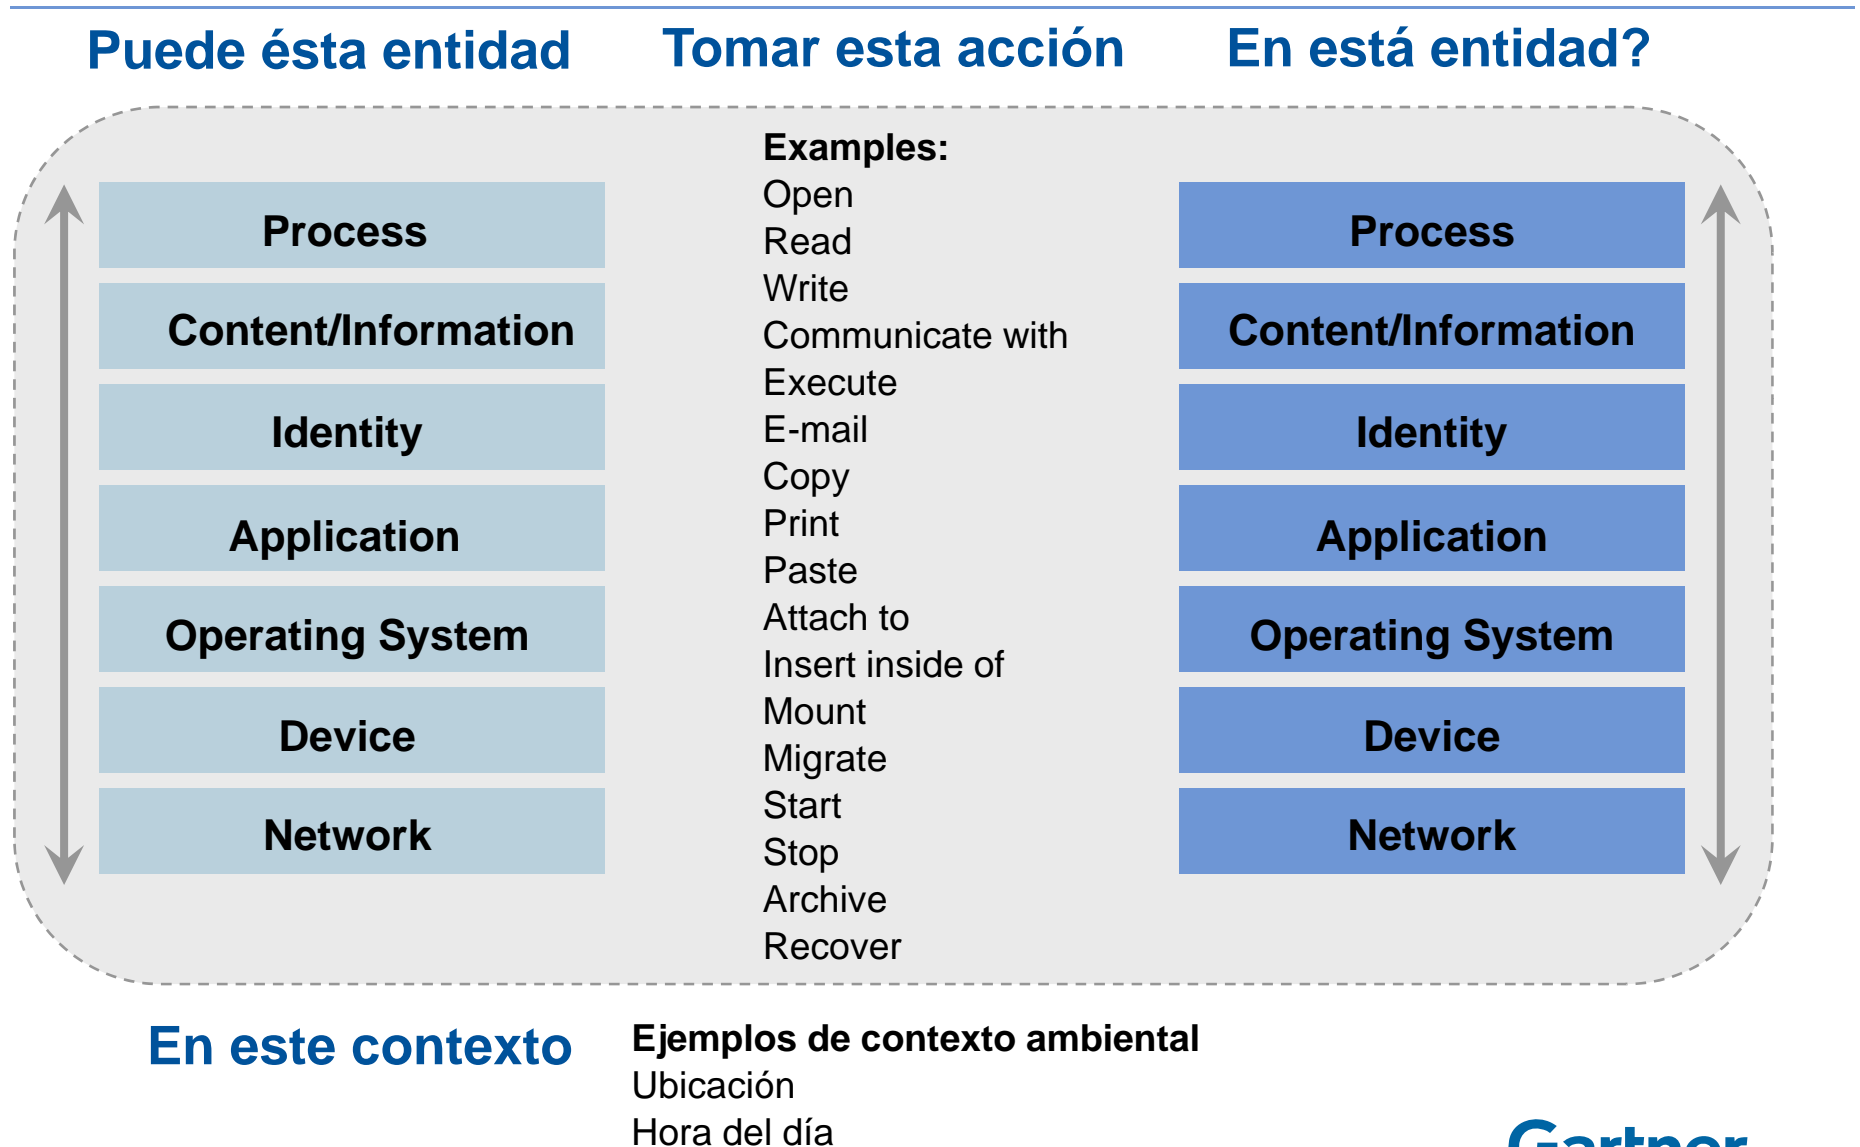 Puede ésta entidad
Tomar esta acción
En está entidad?
Process
Content/Information
Identity
Application
Operating System
Device
Network
Examples:
Open
Read
Write
Communicate with
Execute
E-mail
Copy
Print
Paste
Attach to
Insert inside of
Mount
Migrate
Start
Stop
Archive
Recover
Process
Content/Information
Identity
Application
Operating System
Device
Network
En este contexto
Ejemplos de contexto ambiental
Ubicación
Hora del día
Gartner